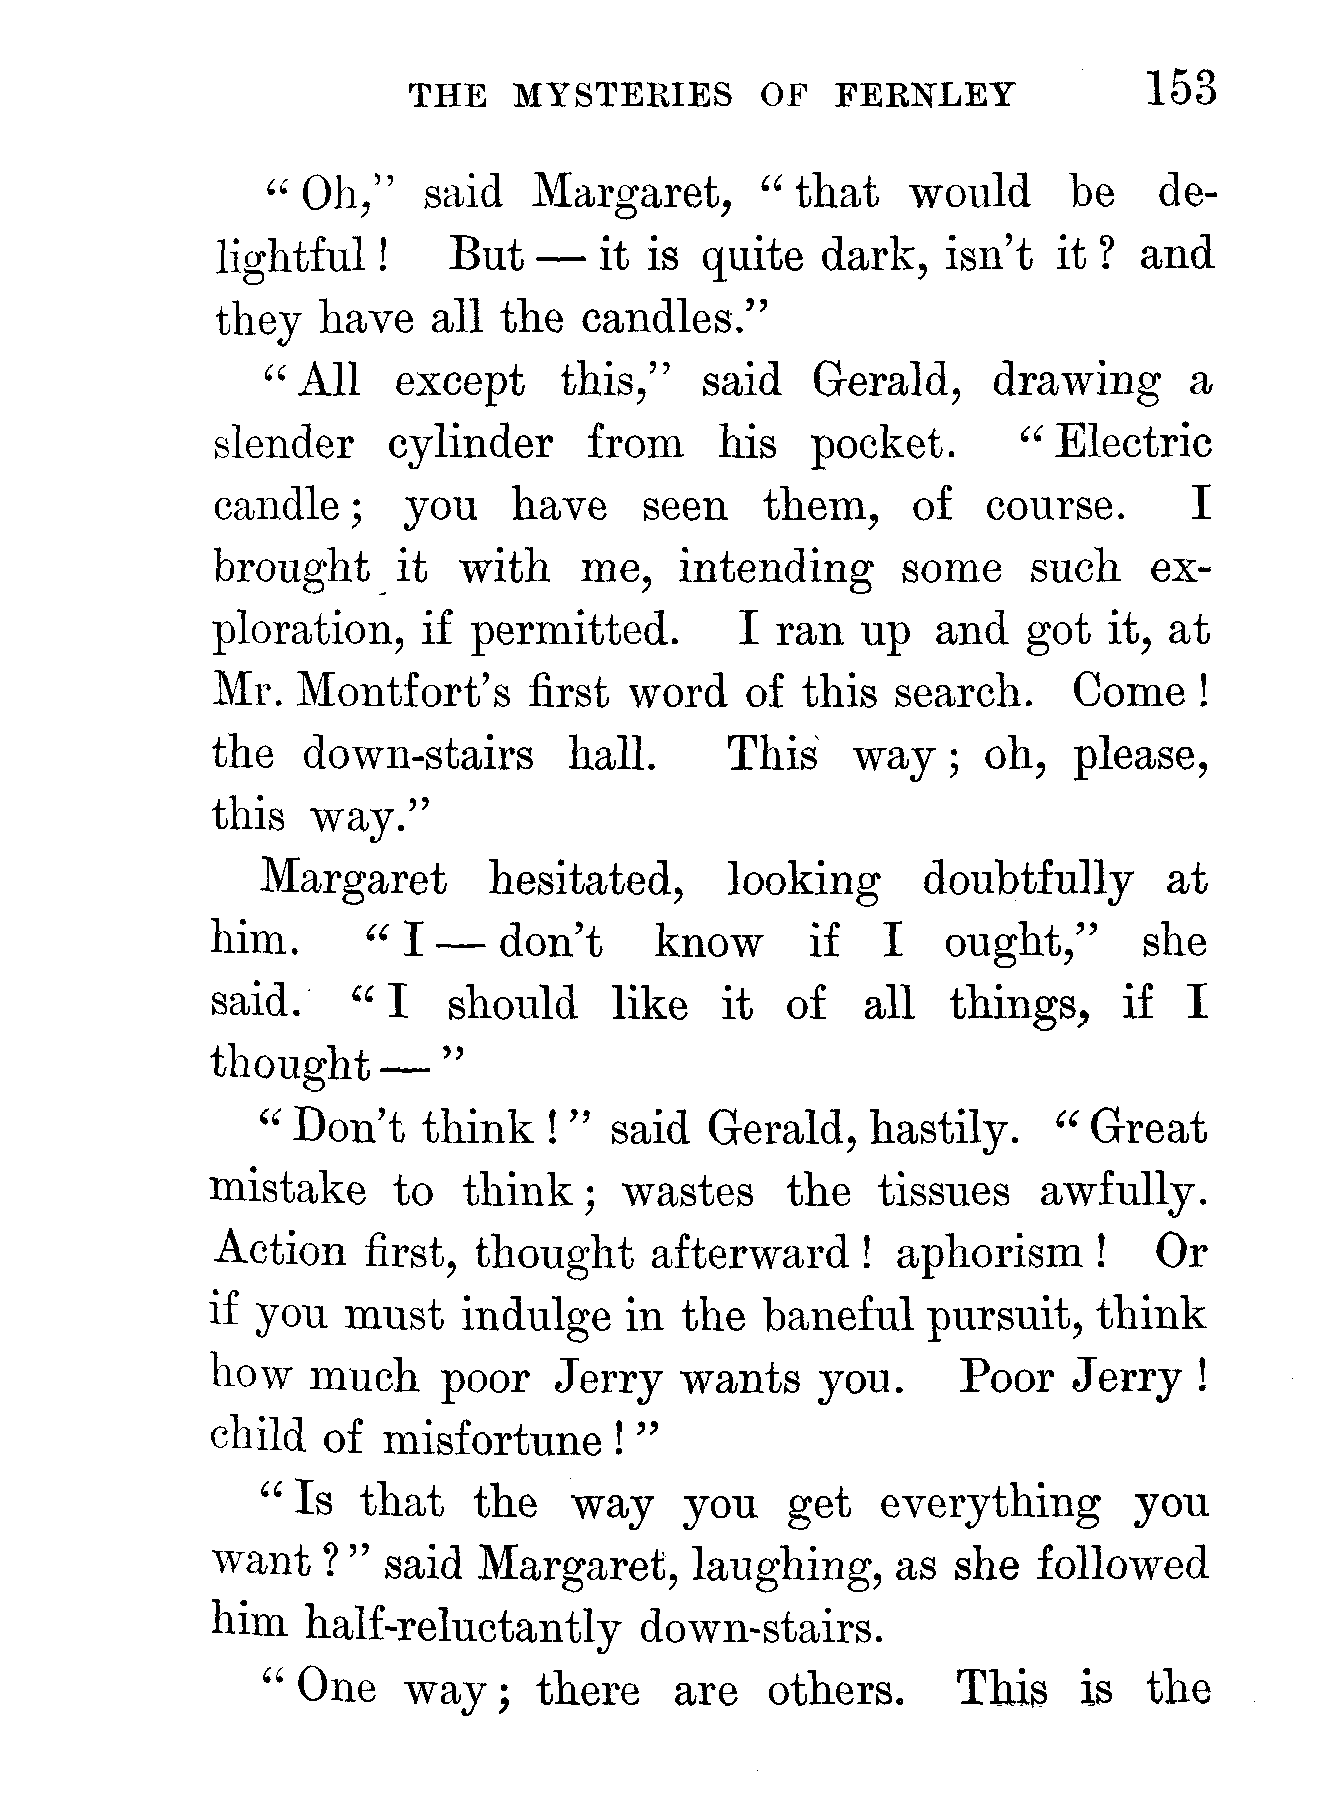 THE MYSTERIES OF FERNLEY 153
"Oh," said Margaret, "that would be de-
lightful! But — it is quite dark, isn't it? and
they have all the candles."
"All except this," said Gerald, drawing a
slender cylinder from his pocket. "Electric
candle; you have seen them, of course. I
brought it with me, intending some such ex-
ploration, if permitted. I ran up and got it, at
Mr. Montfort's first word of this search. Come!
the down-stairs hall. This way; oh, please,
this way."
Margaret hesitated, looking doubtfully at
him. "I — don't know if I ought," she
said. "I should like it of all things, if I
thought — "
"Don't think!" said Gerald, hastily. "Great
mistake to think; wastes the tissues awfully.
Action first, thought afterward! aphorism! Or
if you must indulge in the baneful pursuit, think
how much poor Jerry wants you. Poor Jerry!
child of misfortune!"
"Is that the way you get everything you
want?" said Margaret, laughing, as she followed
him half-reluctantly down-stairs.
"One way; there are others. This is the